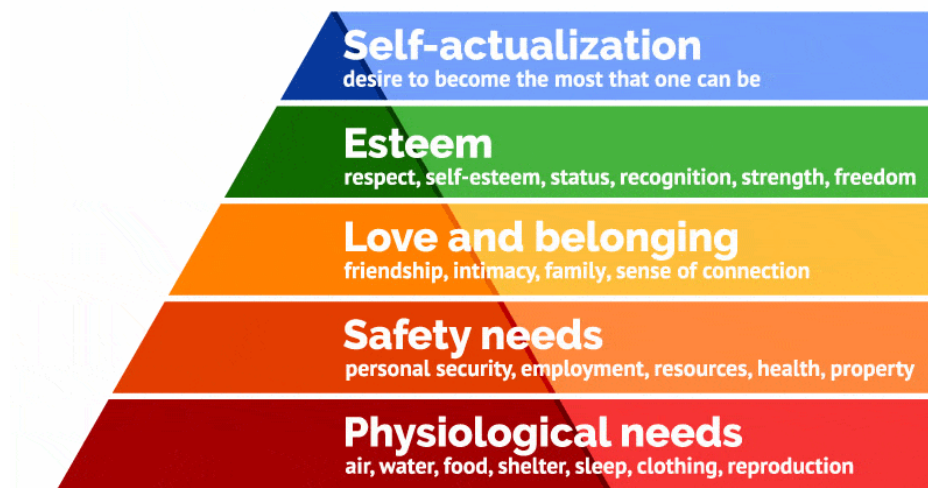 Self-actualization
desire to become the most that one can be
Esteem
respect, self-esteem, status, recognition, strength, freedom
Love and belonging
friendship, intimacy, family, sense of connection
Safety needs
personal security, employment, resources, health, property
Physiological needs
air, water, food, shelter, sleep, clothing, reproduction